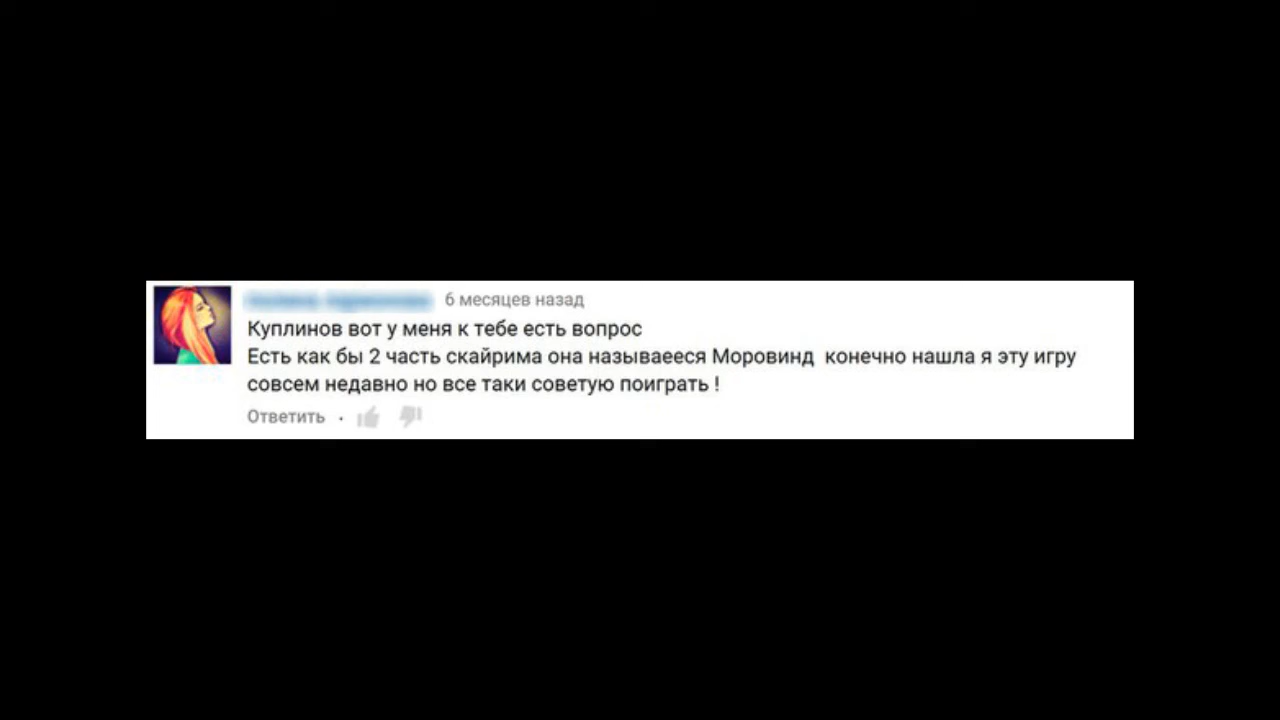 6 месяцев назад
Куплинов вот у меня к тебе есть вопрос
Есть как бы 2 часть скайрима она называееся Моровинд конечно нашла я эту игру
совсем недавно но все таки советую поиграть !
Ответить ·